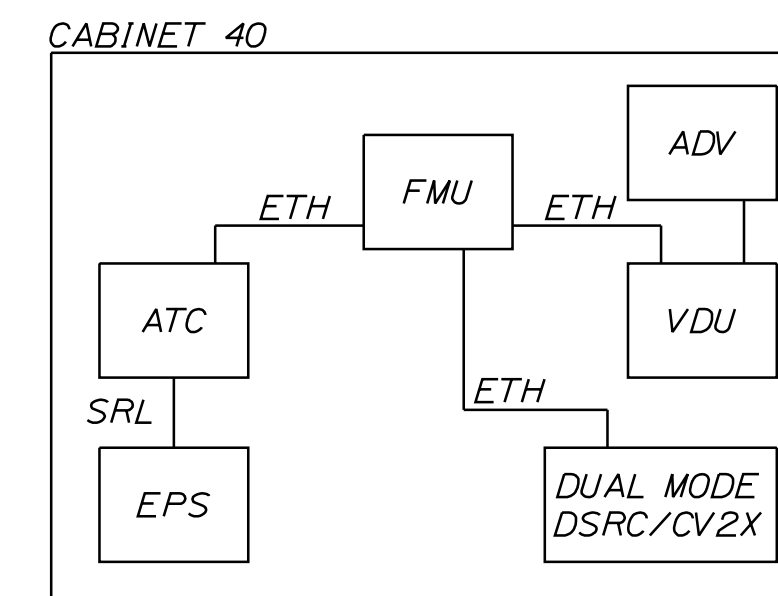 CABINET 40
ADV
FMU
ETH
ETH
ATC
VDU
ETH
SRL
EPS
DUAL MODE
DSRC/CV2X